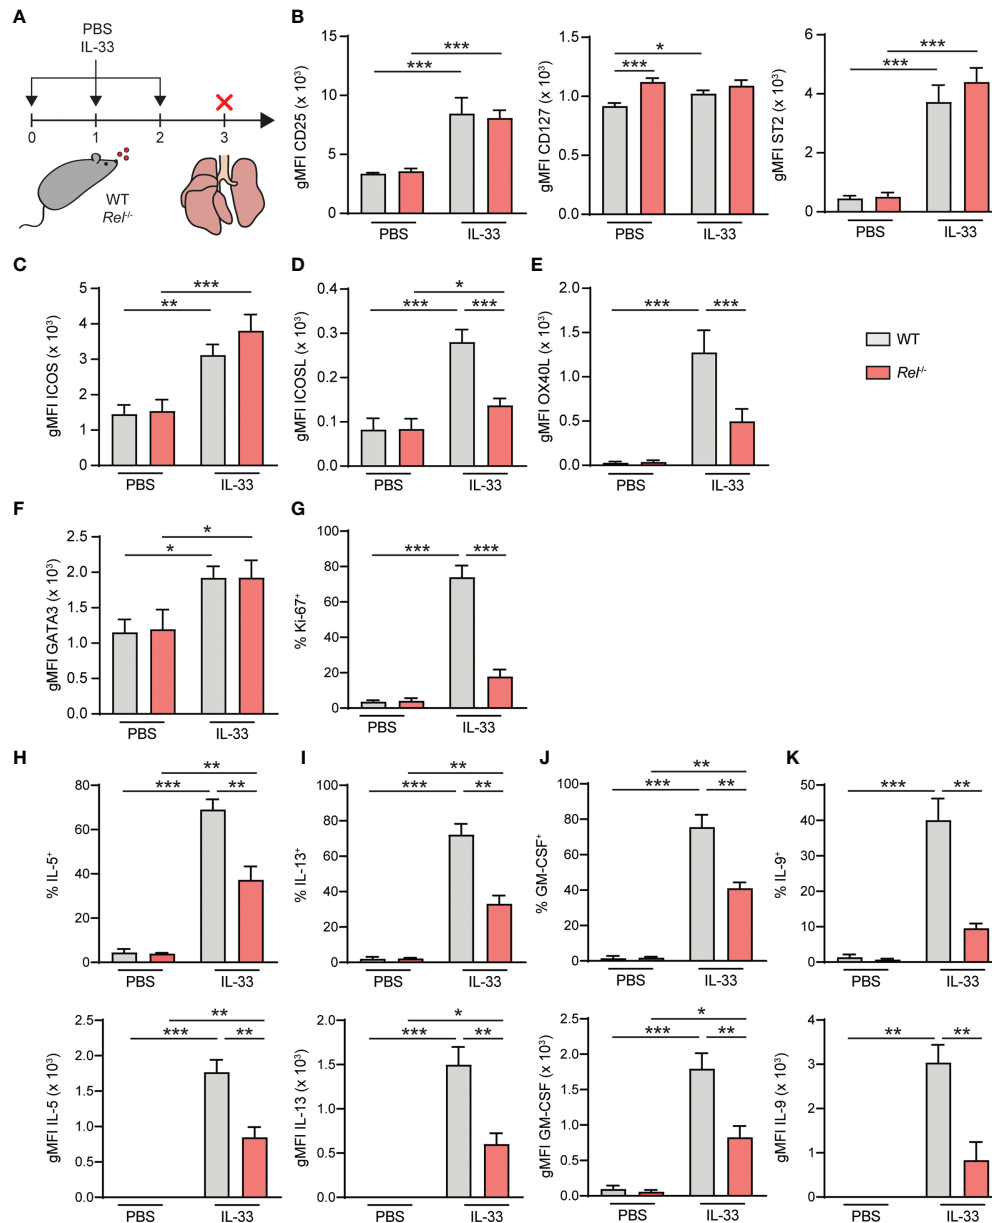 A
PBS
IL-33
0 1 2 3
WT
Rel-/-
B
gMFI CD25 (x 10³)
15
10
5
0
***
***
PBS IL-33
gMFI CD127 (x 10³)
1.5
1.0
0.5
0.0
*
***
PBS IL-33
gMFI ST2 (x 10³)
6
4
2
0
***
***
PBS IL-33
C
gMFI ICOS (x 10³)
5
4
3
2
1
0
***
**
PBS IL-33
D
gMFI ICOSL (x 10³)
0.4
0.3
0.2
0.1
0.0
*
*** ***
PBS IL-33
E
gMFI OX40L (x 10³)
2.0
1.5
1.0
0.5
0.0
*** ***
PBS IL-33
WT
Rel-/-
F
gMFI GATA3 (x 10³)
2.5
2.0
1.5
1.0
0.5
0.0
*
*
PBS IL-33
G
% Ki-67⁺
100
80
60
40
20
0
*** ***
PBS IL-33
H
% IL-5⁺
80
60
40
20
0
**
*** **
PBS IL-33
I
% IL-13⁺
100
80
60
40
20
0
**
*** **
PBS IL-33
J
% GM-CSF⁺
100
80
60
40
20
0
**
*** **
PBS IL-33
K
% IL-9⁺
50
40
30
20
10
0
*** **
PBS IL-33
gMFI IL-5 (x 10³)
2.5
2.0
1.5
1.0
0.5
0.0
**
*** **
PBS IL-33
gMFI IL-13 (x 10³)
2.0
1.5
1.0
0.5
0.0
*
*** **
PBS IL-33
gMFI GM-CSF (x 10³)
2.5
2.0
1.5
1.0
0.5
0.0
*
*** **
PBS IL-33
gMFI IL-9 (x 10³)
4
3
2
1
0
** **
PBS IL-33